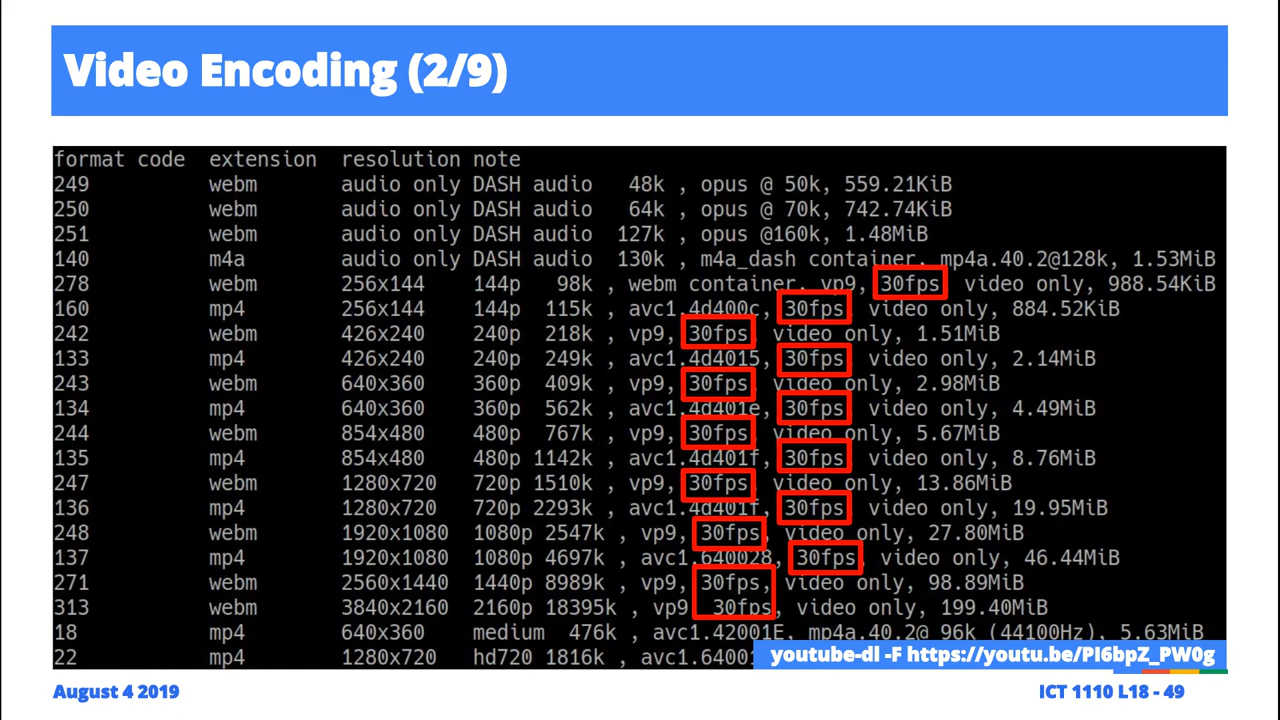 Video Encoding (2/9)
format code  extension  resolution note
249          webm       audio only DASH audio   48k , opus @ 50k, 559.21KiB
250          webm       audio only DASH audio   64k , opus @ 70k, 742.74KiB
251          webm       audio only DASH audio  127k , opus @160k, 1.48MiB
140          m4a        audio only DASH audio  130k , m4a_dash container, mp4a.40.2@128k, 1.53MiB
278          webm       256x144    144p   98k , webm container, vp9, 30fps, video only, 988.54KiB
160          mp4        256x144    144p  115k , avc1.4d400c, 30fps, video only, 884.52KiB
242          webm       426x240    240p  218k , vp9, 30fps, video only, 1.51MiB
133          mp4        426x240    240p  249k , avc1.4d4015, 30fps, video only, 2.14MiB
243          webm       640x360    360p  409k , vp9, 30fps, video only, 2.98MiB
134          mp4        640x360    360p  562k , avc1.4d401e, 30fps, video only, 4.49MiB
244          webm       854x480    480p  767k , vp9, 30fps, video only, 5.67MiB
135          mp4        854x480    480p 1142k , avc1.4d401f, 30fps, video only, 8.76MiB
247          webm       1280x720   720p 1510k , vp9, 30fps, video only, 13.86MiB
136          mp4        1280x720   720p 2293k , avc1.4d401f, 30fps, video only, 19.95MiB
248          webm       1920x1080  1080p 2547k , vp9, 30fps, video only, 27.80MiB
137          mp4        1920x1080  1080p 4697k , avc1.640028, 30fps, video only, 46.44MiB
271          webm       2560x1440  1440p 8989k , vp9, 30fps, video only, 98.89MiB
313          webm       3840x2160  2160p 18395k , vp9, 30fps, video only, 199.40MiB
18           mp4        640x360    medium  476k , avc1.42001E, mp4a.40.2@ 96k (44100Hz), 5.63MiB
22           mp4        1280x720   hd720 1816k ,
youtube-dl -F https://youtu.be/PI6bpZ_PW0g
August 4 2019
ICT 1110 L18 - 49